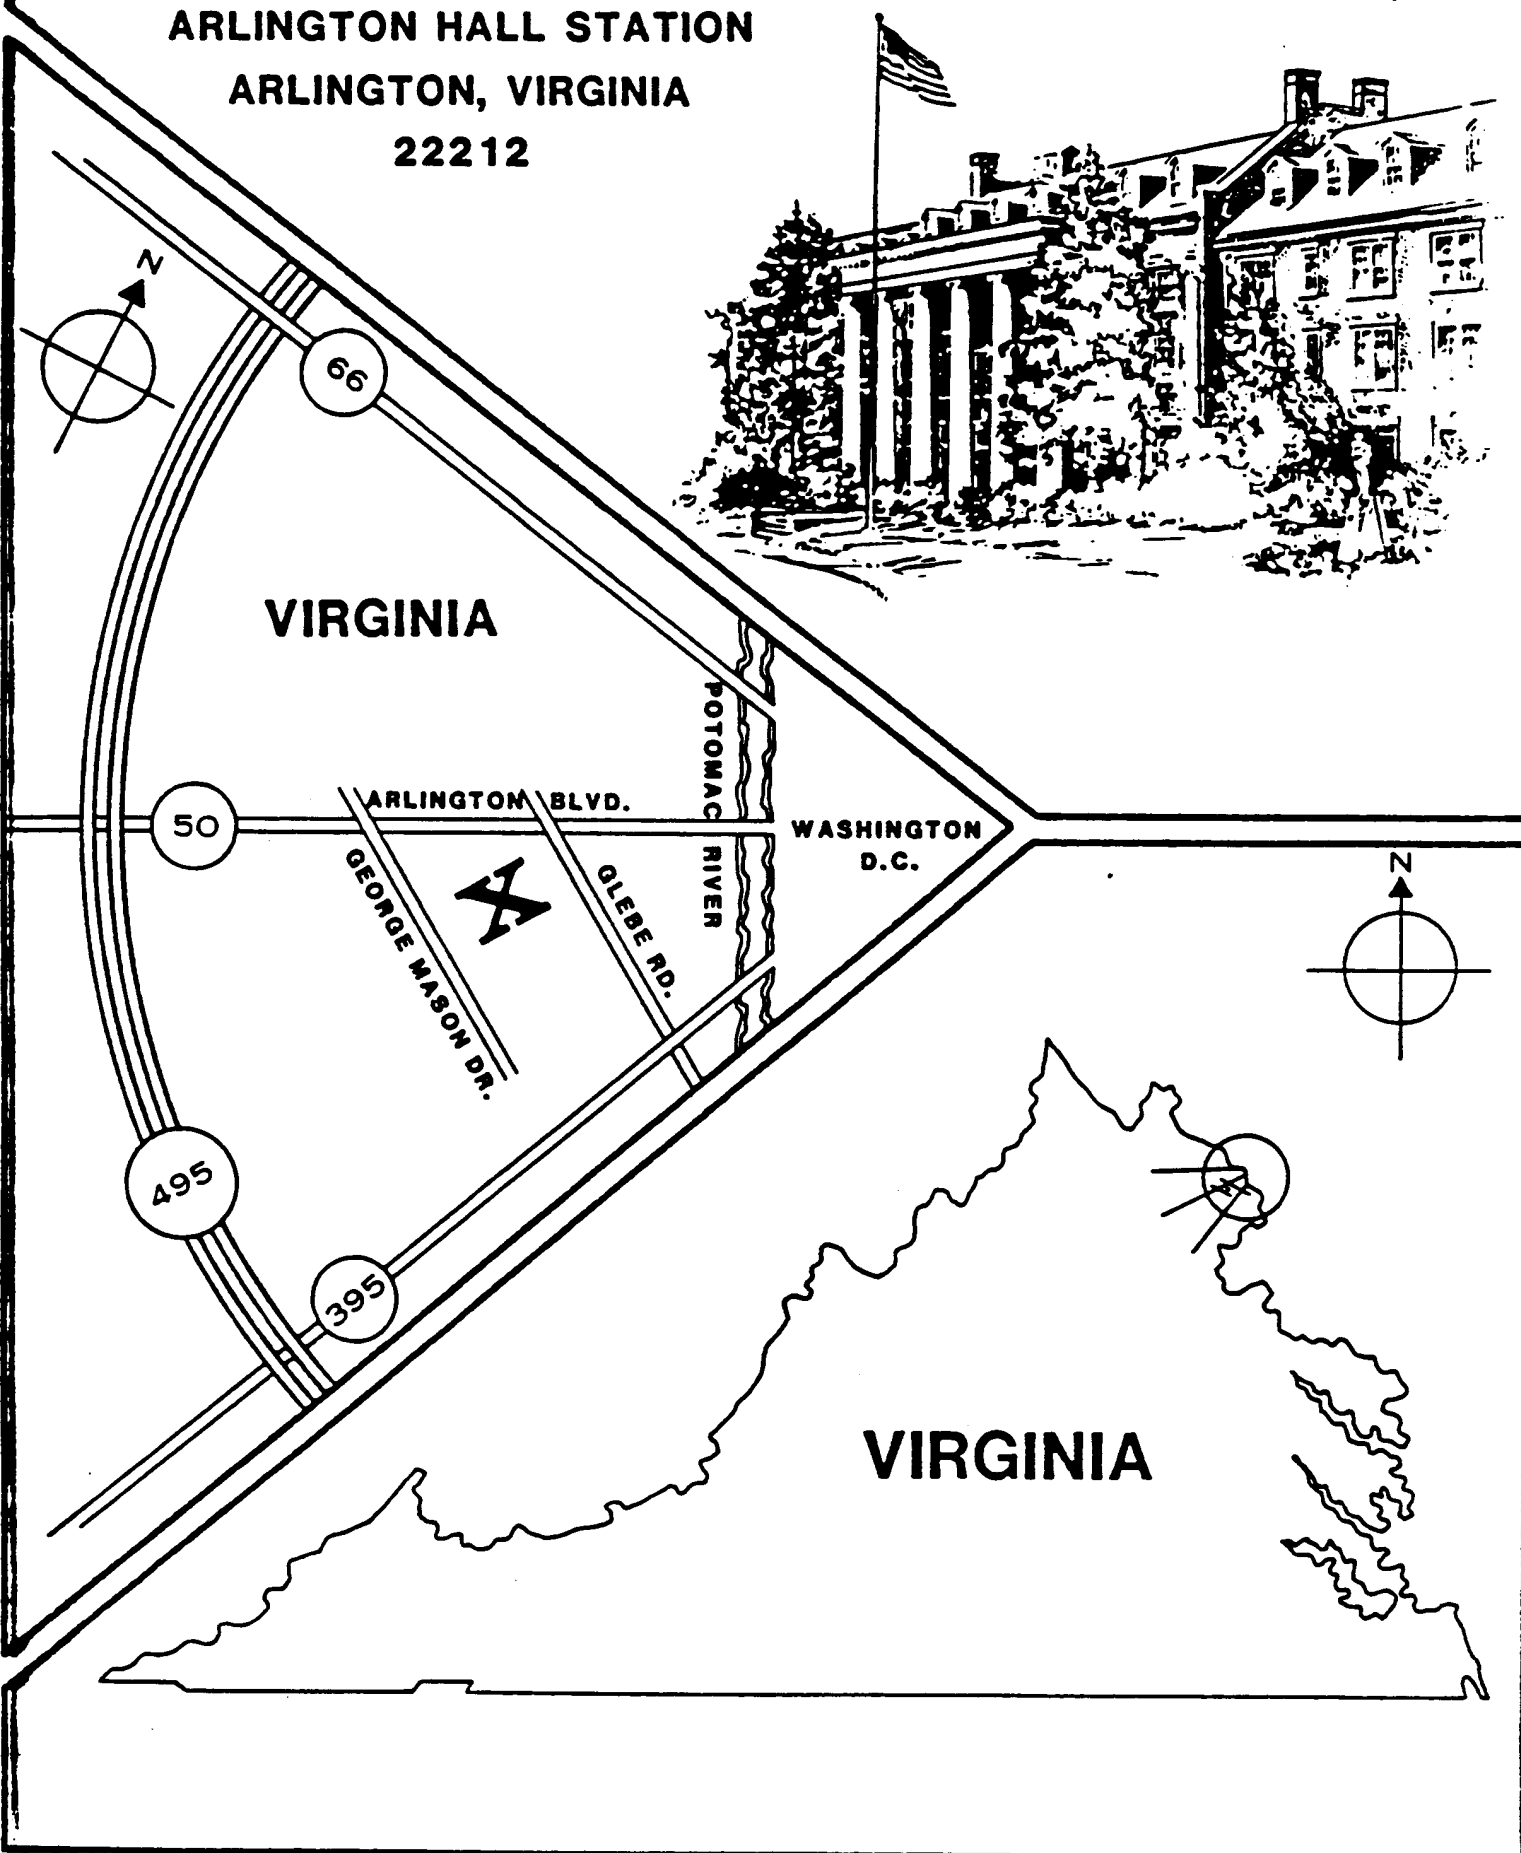 ARLINGTON HALL STATION
ARLINGTON, VIRGINIA
22212
N
66
VIRGINIA
POTOMAC RIVER
ARLINGTON BLVD.
50
WASHINGTON
D.C.
GEORGE MASON DR.
X
GLEBE RD.
N
495
395
VIRGINIA